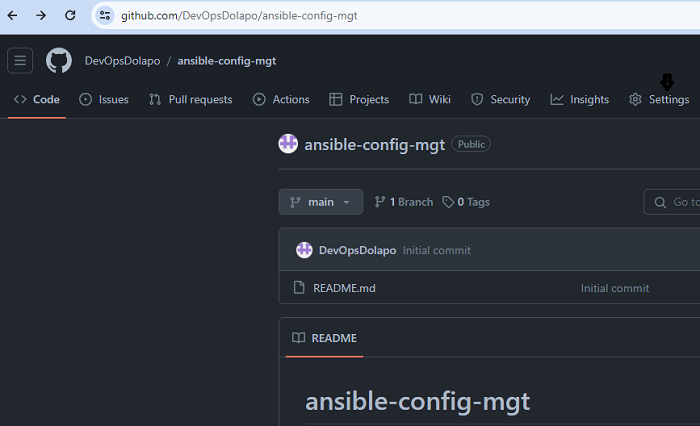 github.com/DevOpsDolapo/ansible-config-mgt
DevOpsDolapo / ansible-config-mgt
Code Issues Pull requests Actions Projects Wiki Security Insights Settings
ansible-config-mgt Public
main 1 Branch 0 Tags Go to
DevOpsDolapo Initial commit
README.md Initial commit
README
ansible-config-mgt